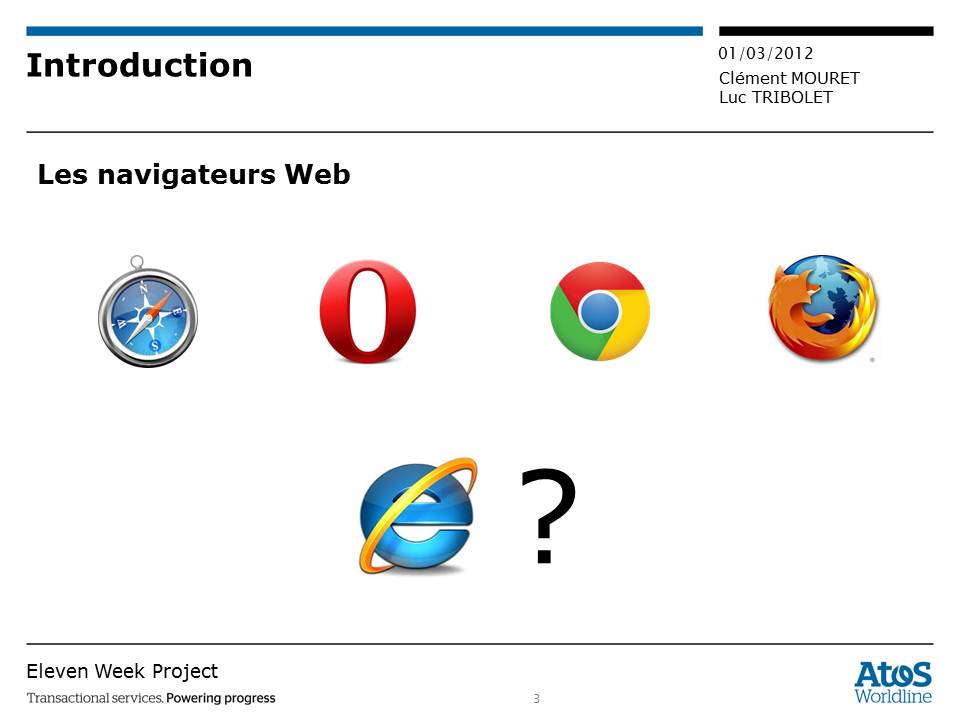 Introduction
01/03/2012
Clément MOURET
Luc TRIBOLET
Les navigateurs Web
N
E
S
W
?
Eleven Week Project
Transactional services. Powering progress
3
Atos
Worldline